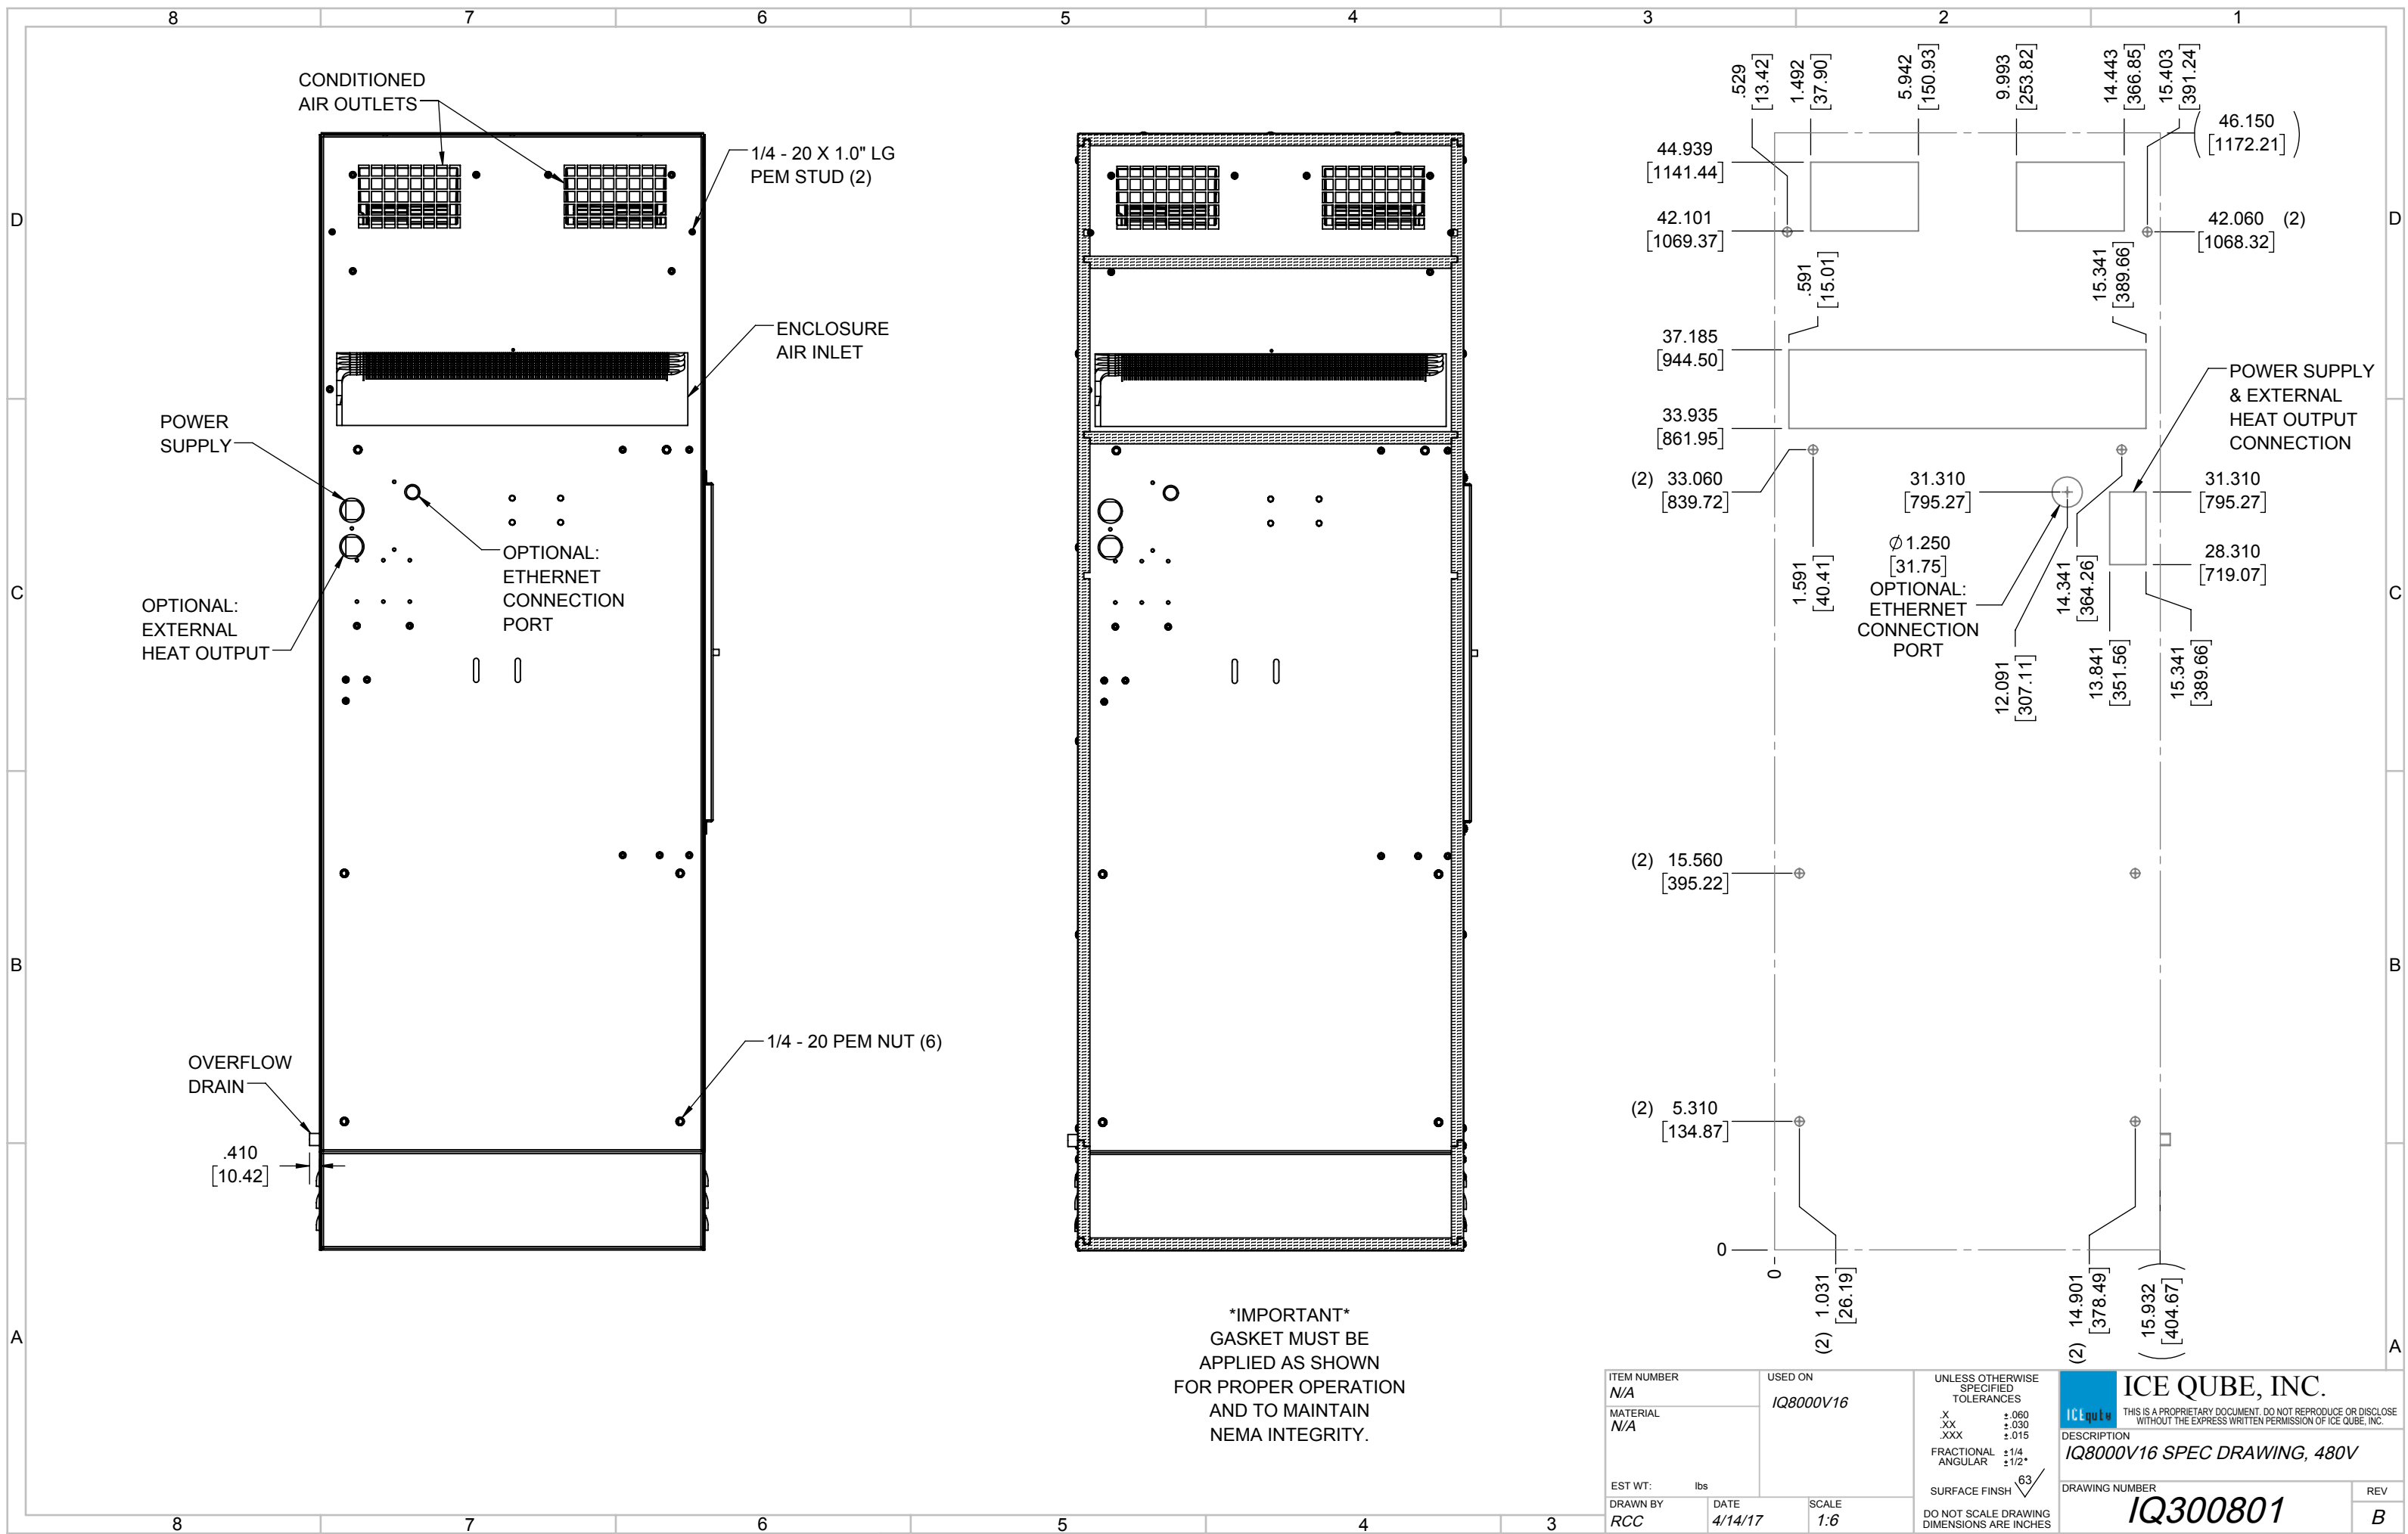 8 7 6 5 4 3 2 1
D
C
B
A
CONDITIONED
AIR OUTLETS
1/4 - 20 X 1.0" LG
PEM STUD (2)
ENCLOSURE
AIR INLET
POWER
SUPPLY
OPTIONAL:
ETHERNET
CONNECTION
PORT
OPTIONAL:
EXTERNAL
HEAT OUTPUT
1/4 - 20 PEM NUT (6)
OVERFLOW
DRAIN
.410
[10.42]
*IMPORTANT*
GASKET MUST BE
APPLIED AS SHOWN
FOR PROPER OPERATION
AND TO MAINTAIN
NEMA INTEGRITY.
.529
[13.42]
1.492
[37.90]
5.942
[150.93]
9.993
[253.82]
14.443
[366.85]
15.403
[391.24]
(46.150
[1172.21])
44.939
[1141.44]
42.101
[1069.37]
42.060 (2)
[1068.32]
.591
[15.01]
15.341
[389.66]
37.185
[944.50]
33.935
[861.95]
POWER SUPPLY
& EXTERNAL
HEAT OUTPUT
CONNECTION
(2) 33.060
[839.72]
31.310
[795.27]
31.310
[795.27]
28.310
[719.07]
Ø1.250
[31.75]
OPTIONAL:
ETHERNET
CONNECTION
PORT
1.591
[40.41]
14.341
[364.26]
12.091
[307.11]
13.841
[351.56]
15.341
[389.66]
(2) 15.560
[395.22]
(2) 5.310
[134.87]
0
0
(2) 1.031
[26.19]
(2) 14.901
[378.49]
(15.932
[404.67])
D
C
B
A
ITEM NUMBER
N/A
MATERIAL
N/A
EST WT: lbs
USED ON
IQ8000V16
DRAWN BY
RCC
DATE
4/14/17
SCALE
1:6
UNLESS OTHERWISE
SPECIFIED
TOLERANCES
.X ±.060
.XX ±.030
.XXX ±.015
FRACTIONAL ±1/4
ANGULAR ±1/2°
63
SURFACE FINSH
DO NOT SCALE DRAWING
DIMENSIONS ARE INCHES
ICEqube
ICE QUBE, INC.
THIS IS A PROPRIETARY DOCUMENT. DO NOT REPRODUCE OR DISCLOSE
WITHOUT THE EXPRESS WRITTEN PERMISSION OF ICE QUBE, INC.
DESCRIPTION
IQ8000V16 SPEC DRAWING, 480V
DRAWING NUMBER
IQ300801
REV
B
8 7 6 5 4 3